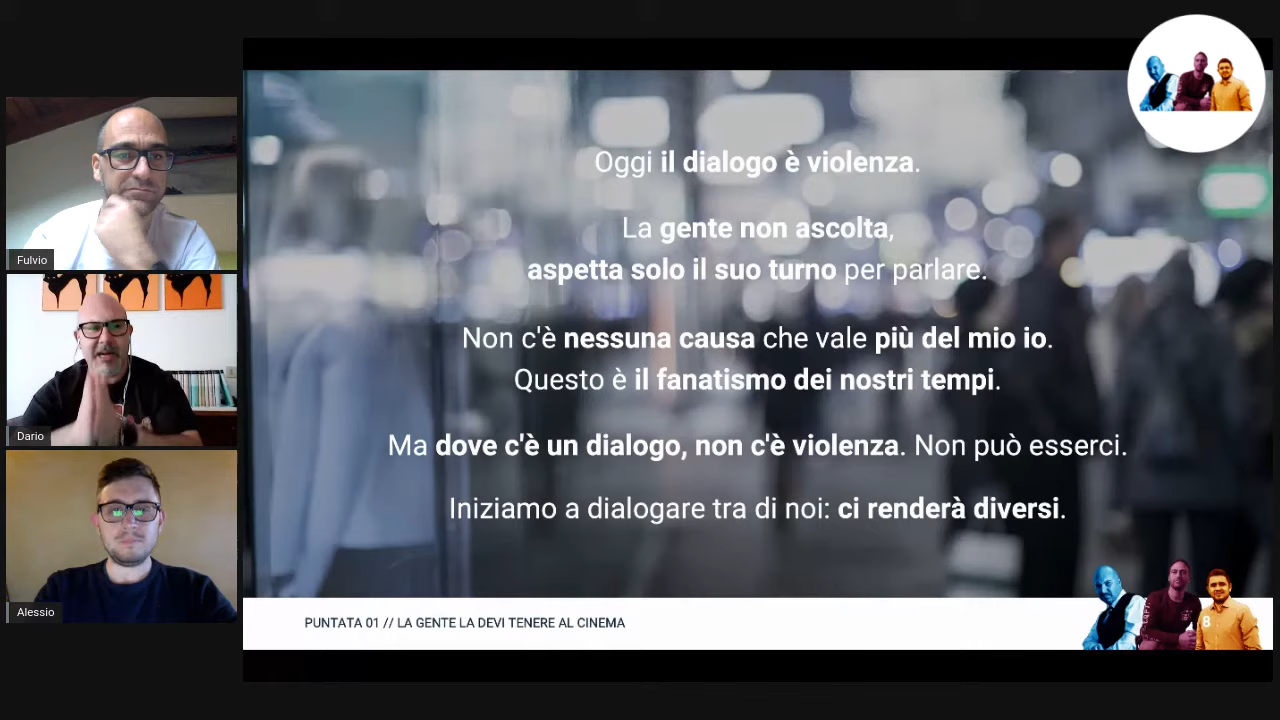 Fulvio
Dario
Alessio
Oggi il dialogo è violenza.
La gente non ascolta,
aspetta solo il suo turno per parlare.
Non c'è nessuna causa che vale più del mio io.
Questo è il fanatismo dei nostri tempi.
Ma dove c'è un dialogo, non c'è violenza. Non può esserci.
Iniziamo a dialogare tra di noi: ci renderà diversi.
PUNTATA 01 // LA GENTE LA DEVI TENERE AL CINEMA
8